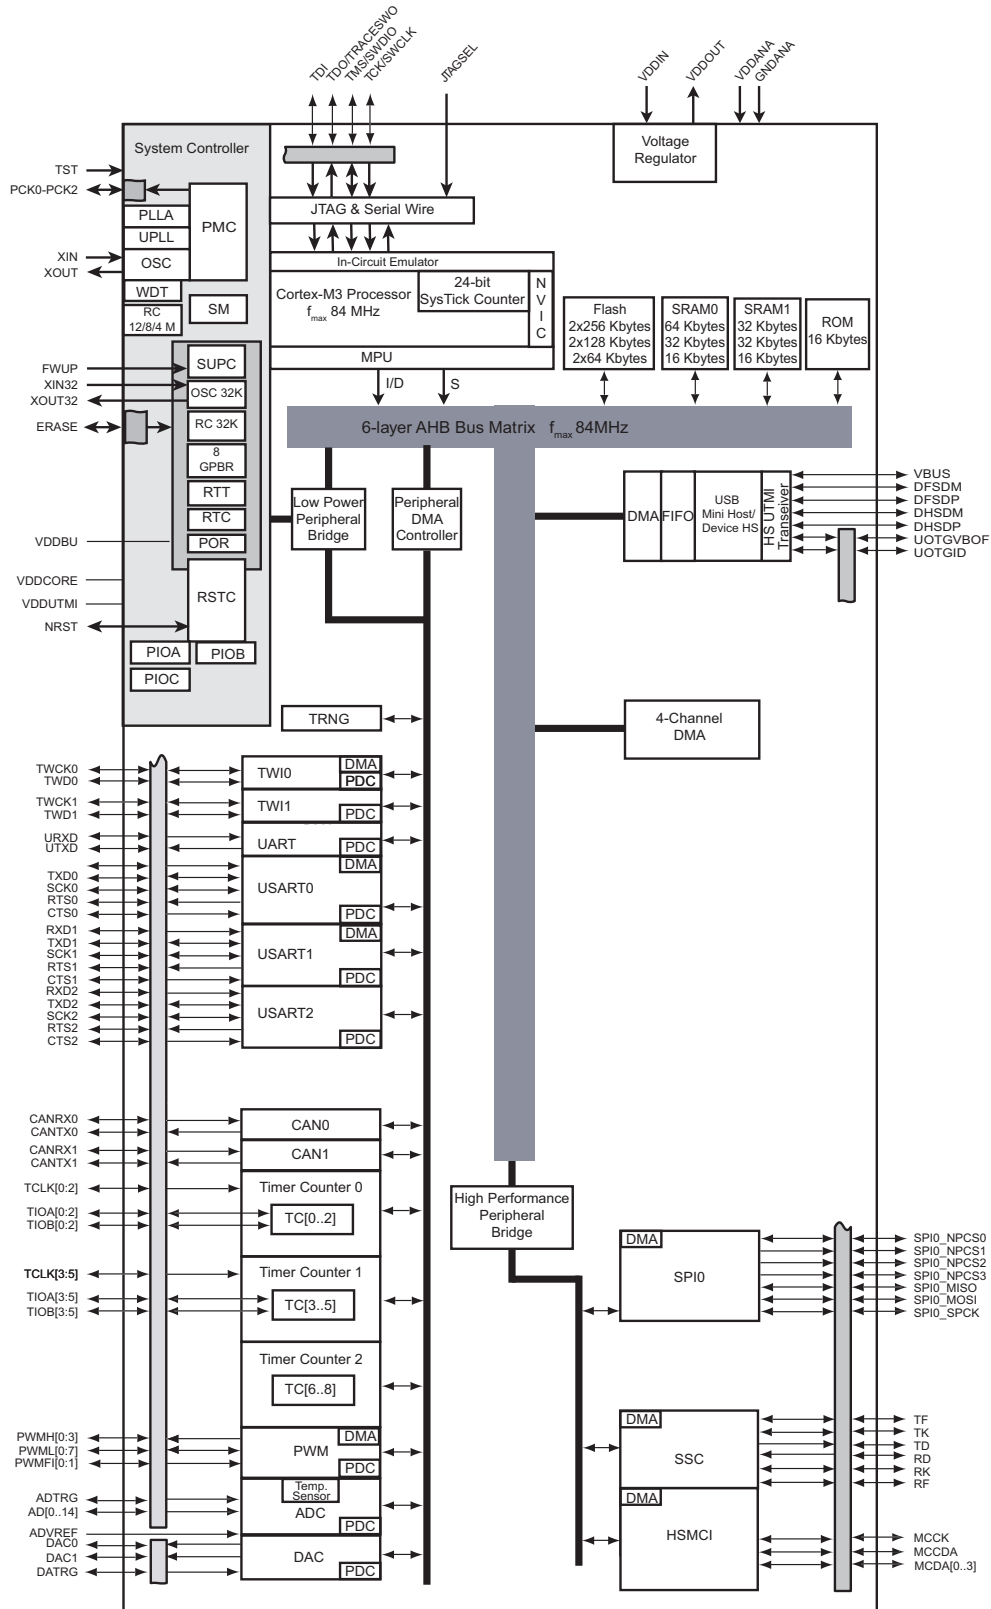 TDI
TDO/TRACESWO
TMS/SWDIO
TCK/SWCLK
JTAGSEL
VDDIN
VDDOUT
VDDANA
GNDANA
System Controller
Voltage
Regulator
TST
PCK0-PCK2
PLLA
UPLL
PMC
JTAG & Serial Wire
XIN
XOUT
OSC
In-Circuit Emulator
WDT
RC
12/8/4 M
SM
Cortex-M3 Processor
fmax 84 MHz
24-bit
SysTick Counter
N
V
I
C
MPU
Flash
2x256 Kbytes
2x128 Kbytes
2x64 Kbytes
SRAM0
64 Kbytes
32 Kbytes
16 Kbytes
SRAM1
32 Kbytes
32 Kbytes
16 Kbytes
ROM
16 Kbytes
FWUP
XIN32
XOUT32
ERASE
SUPC
OSC 32K
RC 32K
8
GPBR
RTT
RTC
POR
RSTC
I/D
S
6-layer AHB Bus Matrix fmax 84MHz
Low Power
Peripheral
Bridge
Peripheral
DMA
Controller
DMA
FIFO
USB
Mini Host/
Device HS
HS UTMI
Transeiver
VBUS
DFSDM
DFSDP
DHSDM
DHSDP
UOTGVBOF
UOTGID
VDDBU
VDDCORE
VDDUTMI
NRST
PIOA
PIOB
PIOC
TRNG
4-Channel
DMA
TWCK0
TWD0
TWI0
DMA
PDC
TWCK1
TWD1
TWI1
PDC
URXD
UTXD
UART
PDC
TXD0
SCK0
RTS0
CTS0
USART0
DMA
PDC
RXD1
TXD1
SCK1
RTS1
CTS1
USART1
DMA
PDC
RXD2
TXD2
SCK2
RTS2
CTS2
USART2
PDC
CANRX0
CANTX0
CAN0
CANRX1
CANTX1
CAN1
TCLK[0:2]
Timer Counter 0
TIOA[0:2]
TIOB[0:2]
TC[0..2]
High Performance
Peripheral
Bridge
TCLK[3:5]
Timer Counter 1
TIOA[3:5]
TIOB[3:5]
TC[3..5]
DMA
SPI0
SPI0_NPCS0
SPI0_NPCS1
SPI0_NPCS2
SPI0_NPCS3
SPI0_MISO
SPI0_MOSI
SPI0_SPCK
Timer Counter 2
TC[6..8]
PWMH[0:3]
PWML[0:7]
PWMFI[0:1]
PWM
DMA
PDC
DMA
SSC
TF
TK
TD
RD
RK
RF
ADTRG
AD[0..14]
ADVREF
Temp.
Sensor
ADC
PDC
DMA
HSMCI
MCCK
MCCDA
MCDA[0..3]
DAC0
DAC1
DATRG
DAC
PDC